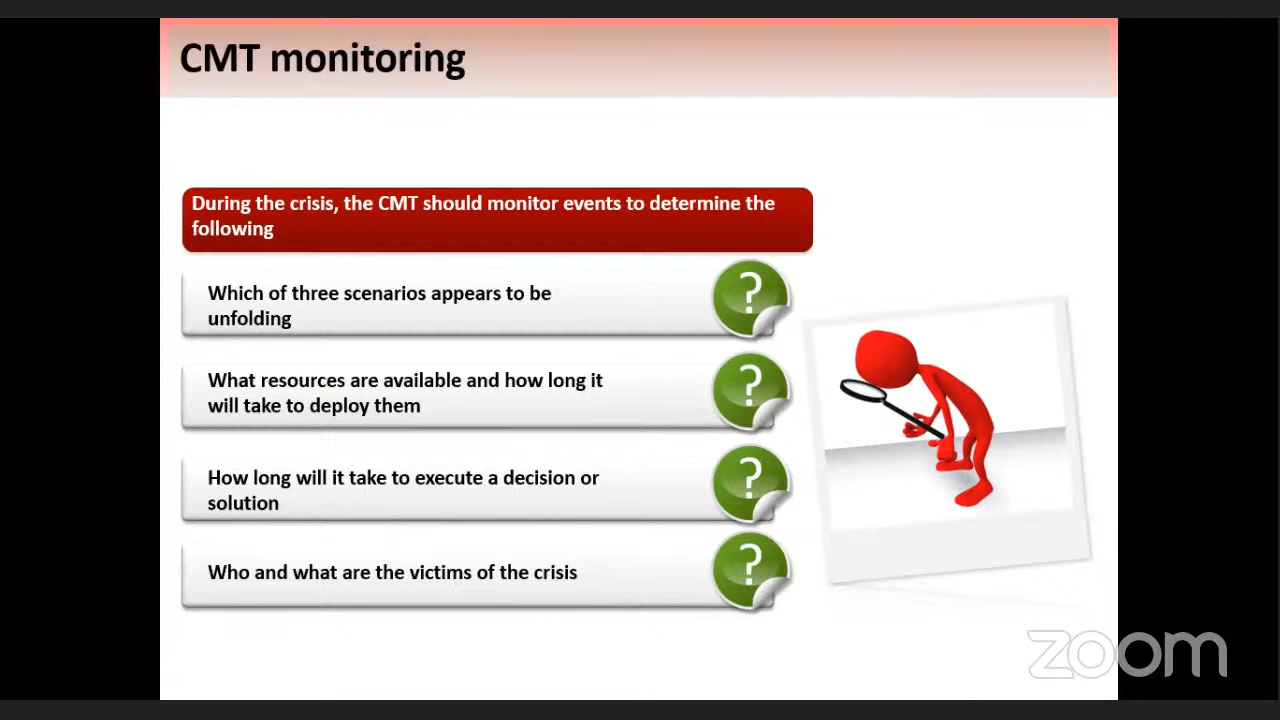 CMT monitoring
During the crisis, the CMT should monitor events to determine the
following
Which of three scenarios appears to be
unfolding
?
What resources are available and how long it
will take to deploy them
?
How long will it take to execute a decision or
solution
?
Who and what are the victims of the crisis
?
zoom